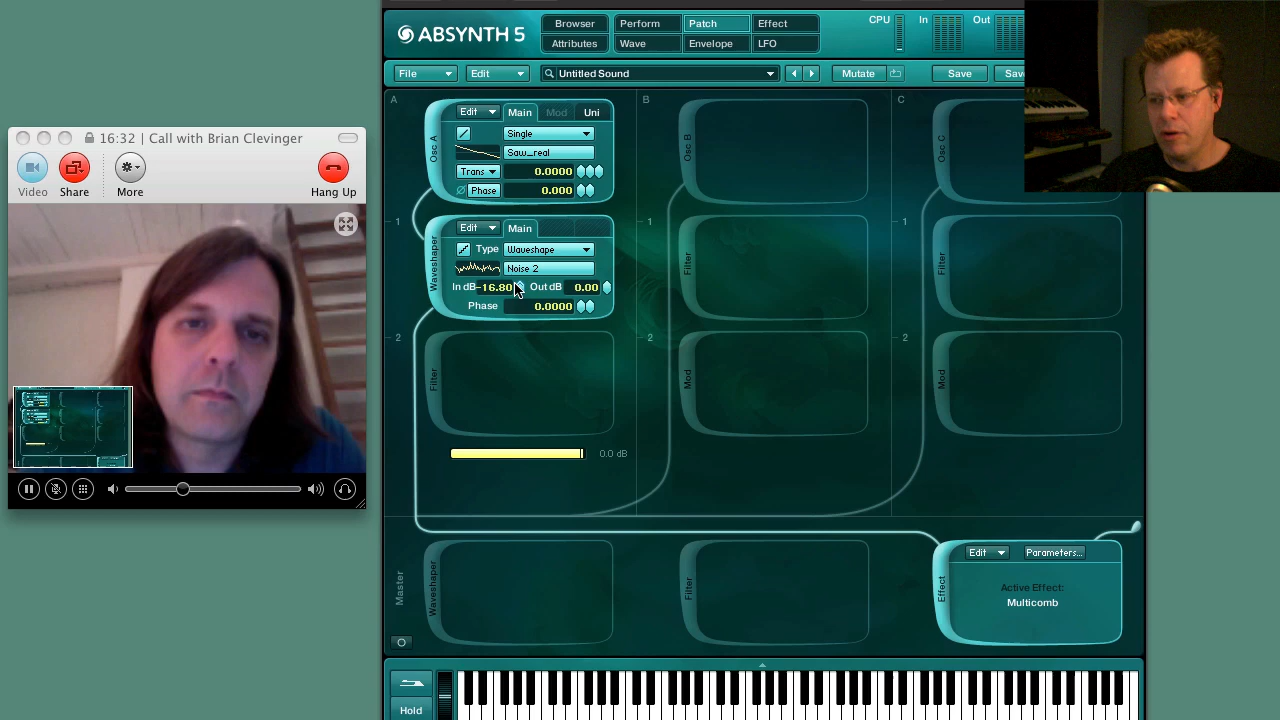 16:32 | Call with Brian Clevinger
Video Share More Hang Up
ABSYNTH 5
Browser Perform Patch Effect
Attributes Wave Envelope LFO
CPU In Out
File Edit Untitled Sound Mutate Save
A B C
Osc A Edit Main Mod Uni
Single
Saw_real
Trans 0.0000
Phase 0.000
Osc B
Osc C
1 1 1
Waveshaper Edit Main
Type Waveshape
Noise 2
In dB -16.80 Out dB 0.00
Phase 0.0000
Filter
Filter
2 2 2
Filter
Mod
Mod
0.0 dB
Master
Waveshaper
Filter
Effect Edit Parameters...
Active Effect:
Multicomb
Hold